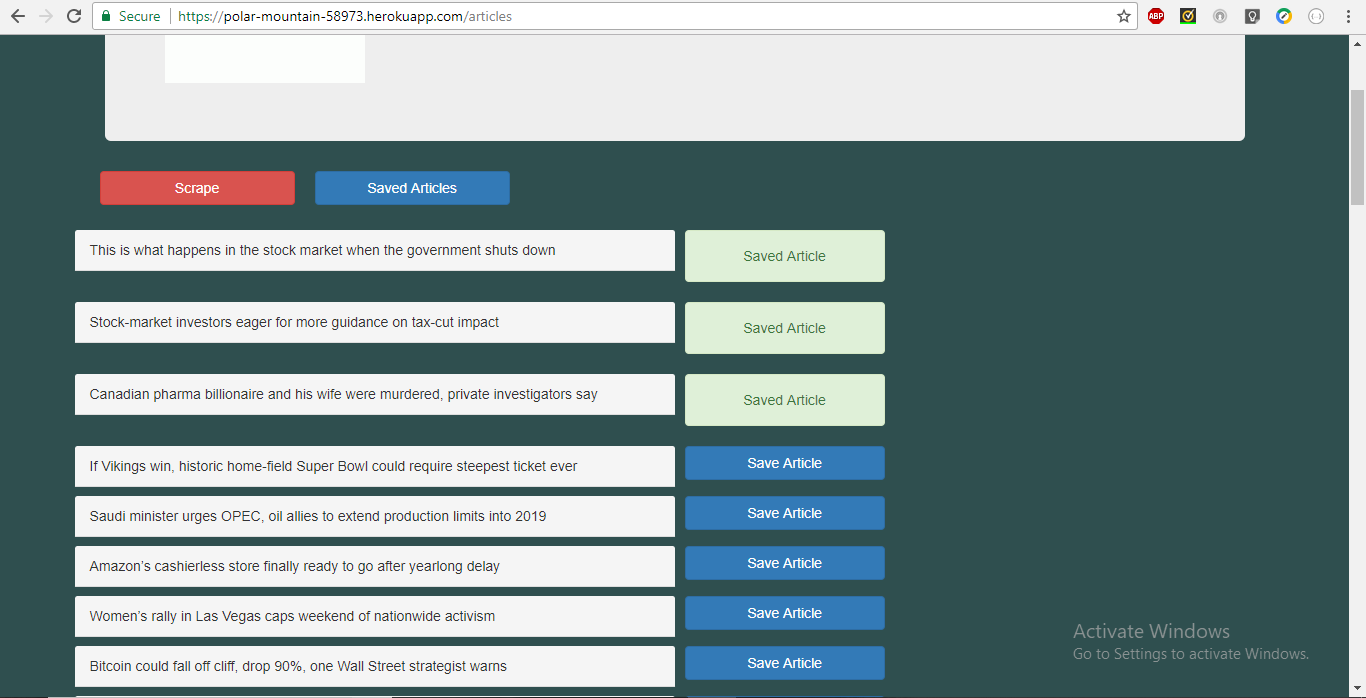 Secure https://polar-mountain-58973.herokuapp.com/articles
ABP
Scrape Saved Articles
This is what happens in the stock market when the government shuts down Saved Article
Stock-market investors eager for more guidance on tax-cut impact Saved Article
Canadian pharma billionaire and his wife were murdered, private investigators say Saved Article
If Vikings win, historic home-field Super Bowl could require steepest ticket ever Save Article
Saudi minister urges OPEC, oil allies to extend production limits into 2019 Save Article
Amazon’s cashierless store finally ready to go after yearlong delay Save Article
Women’s rally in Las Vegas caps weekend of nationwide activism Save Article
Bitcoin could fall off cliff, drop 90%, one Wall Street strategist warns Save Article
Activate Windows
Go to Settings to activate Windows.